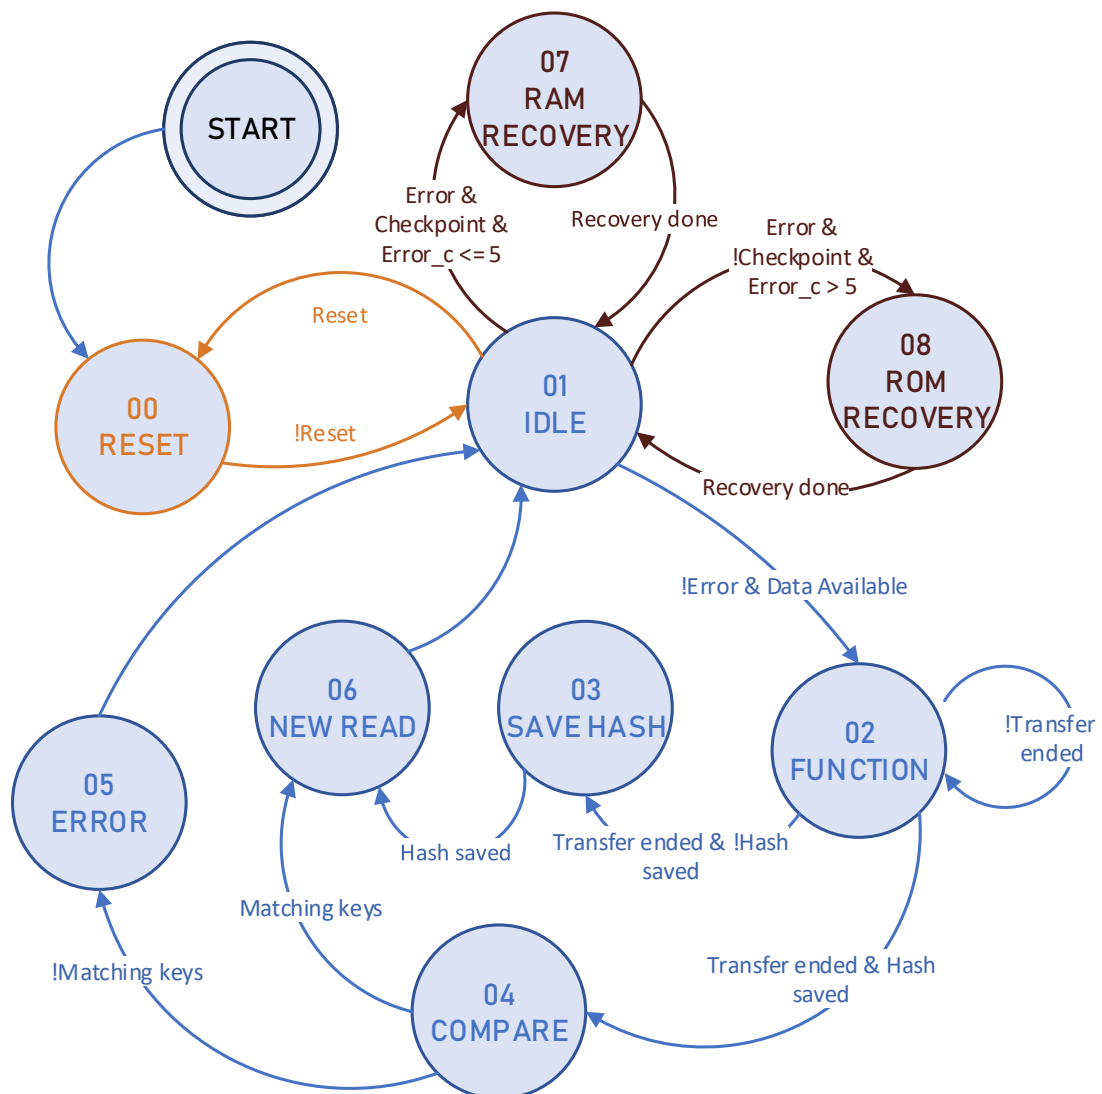 START
07
RAM
RECOVERY
Error &
Checkpoint &
Error_c <= 5
Recovery done
Error &
!Checkpoint &
Error_c > 5
Reset
00
RESET
!Reset
01
IDLE
08
ROM
RECOVERY
Recovery done
!Error & Data Available
06
NEW READ
03
SAVE HASH
02
FUNCTION
!Transfer
ended
05
ERROR
Hash saved
Transfer ended & !Hash
saved
Matching keys
!Matching keys
Transfer ended & Hash
saved
04
COMPARE